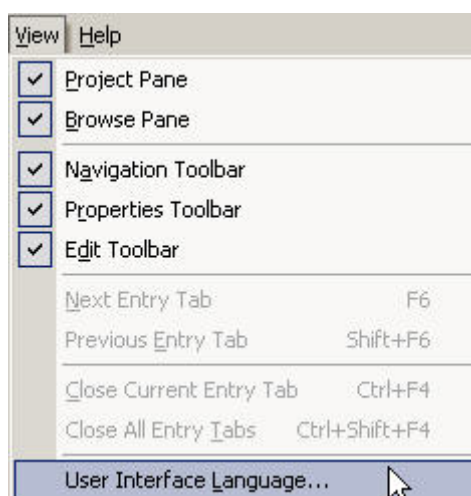 View Help
Project Pane
Browse Pane
Navigation Toolbar
Properties Toolbar
Edit Toolbar
Next Entry Tab F6
Previous Entry Tab Shift+F6
Close Current Entry Tab Ctrl+F4
Close All Entry Tabs Ctrl+Shift+F4
User Interface Language...